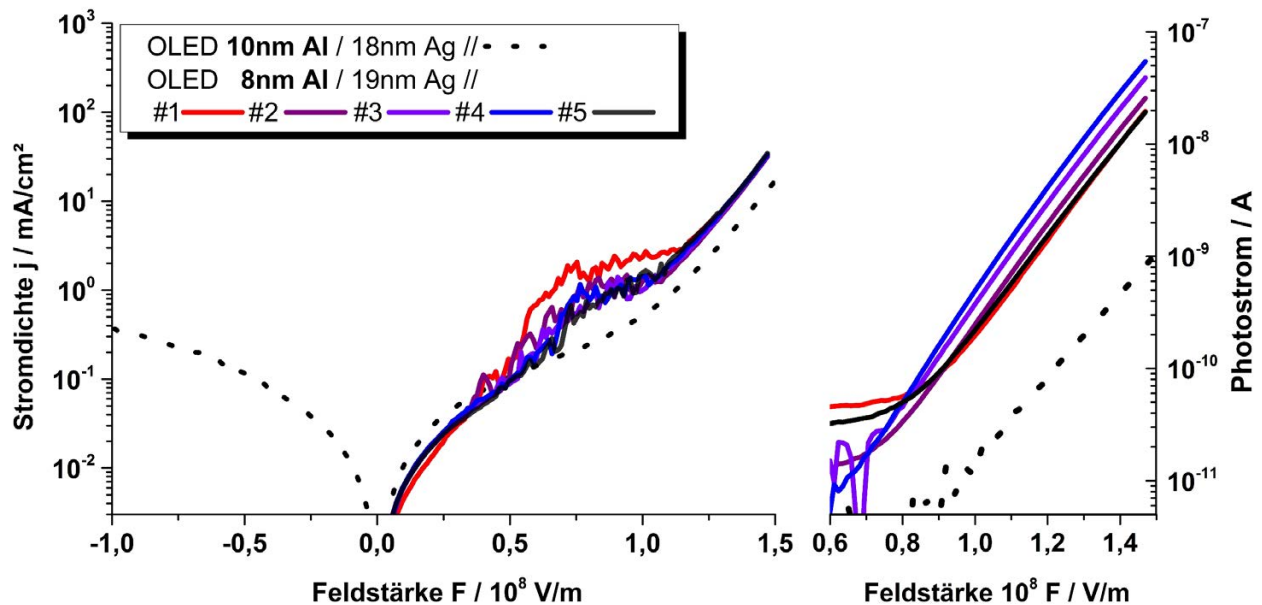 OLED 10nm Al / 18nm Ag //
OLED 8nm Al / 19nm Ag //
#1 #2 #3 #4 #5
Stromdichte j / mA/cm²
10³
10²
10¹
10⁰
10⁻¹
10⁻²
-1,0 -0,5 0,0 0,5 1,0 1,5
Feldstärke F / 10⁸ V/m
0,6 0,8 1,0 1,2 1,4
Feldstärke 10⁸ F / V/m
10⁻⁷
10⁻⁸
10⁻⁹
10⁻¹⁰
10⁻¹¹
Photostrom / A